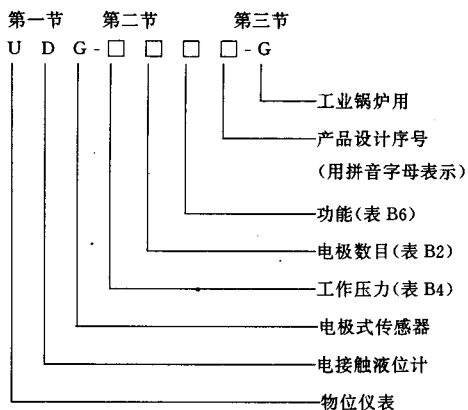 第一节 第二节 第三节
U D G-□ □ □ □-G
工业锅炉用
产品设计序号
(用拼音字母表示)
功能(表 B6)
电极数目(表 B2)
工作压力(表 B4)
电极式传感器
电接触液位计
物位仪表